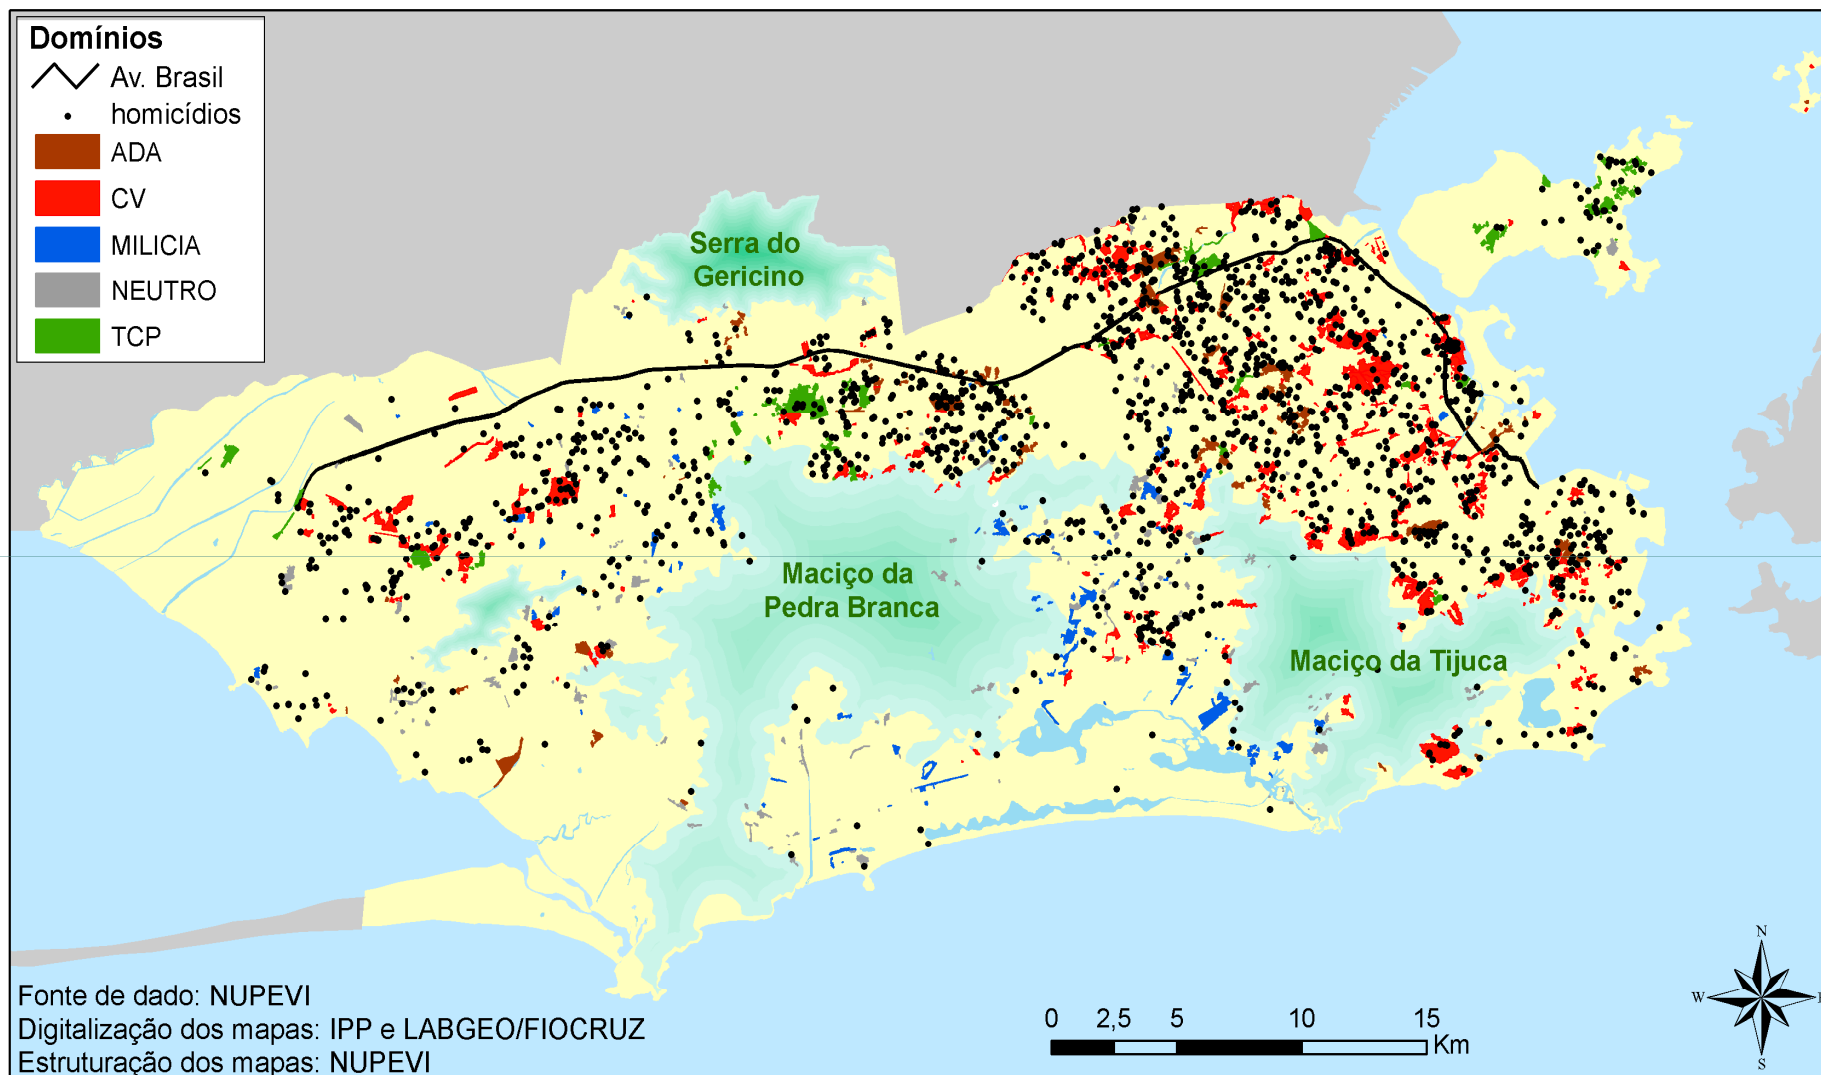 Domínios
Av. Brasil
homicídios
ADA
CV
MILICIA
NEUTRO
TCP
Serra do
Gericino
Maciço da
Pedra Branca
Maciço da Tijuca
Fonte de dado: NUPEVI
Digitalização dos mapas: IPP e LABGEO/FIOCRUZ
Estruturação dos mapas: NUPEVI
0 2,5 5 10 15
Km
N
W E
S